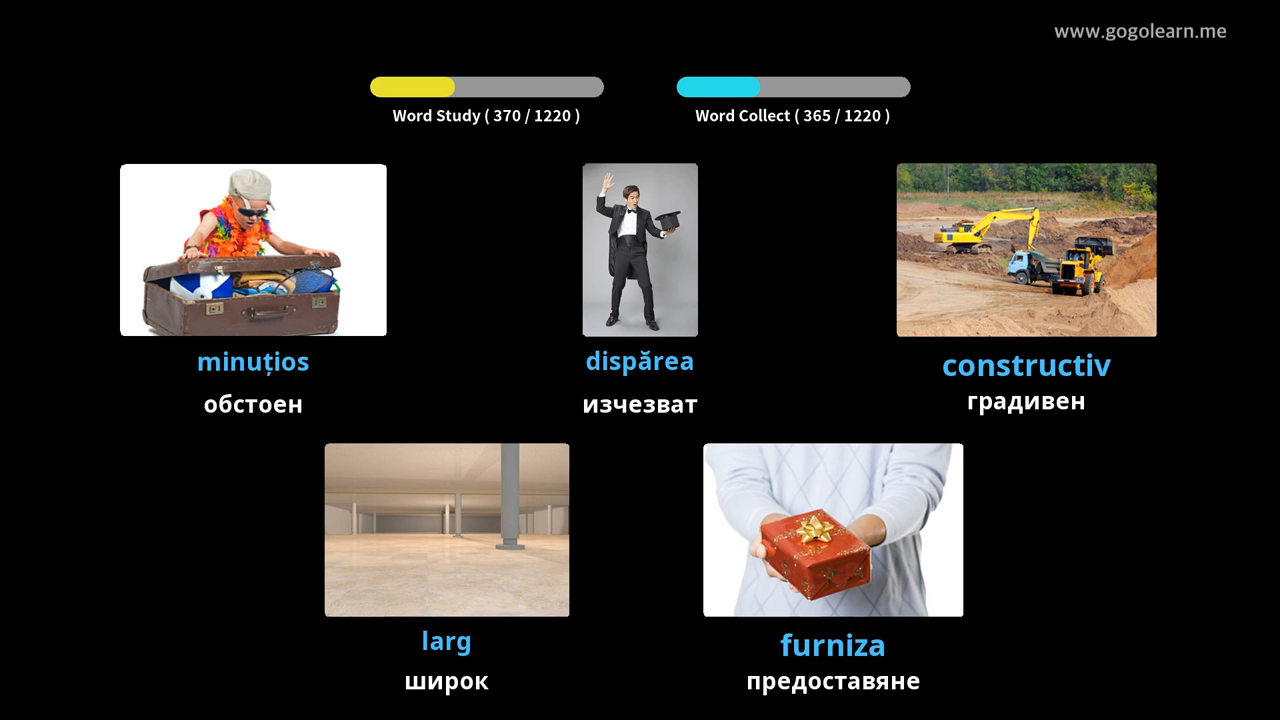 www.gogolearn.me
Word Study ( 370 / 1220 )
Word Collect ( 365 / 1220 )
minuțios
обстоен
dispărea
изчезват
constructiv
градивен
larg
широк
furniza
предоставяне